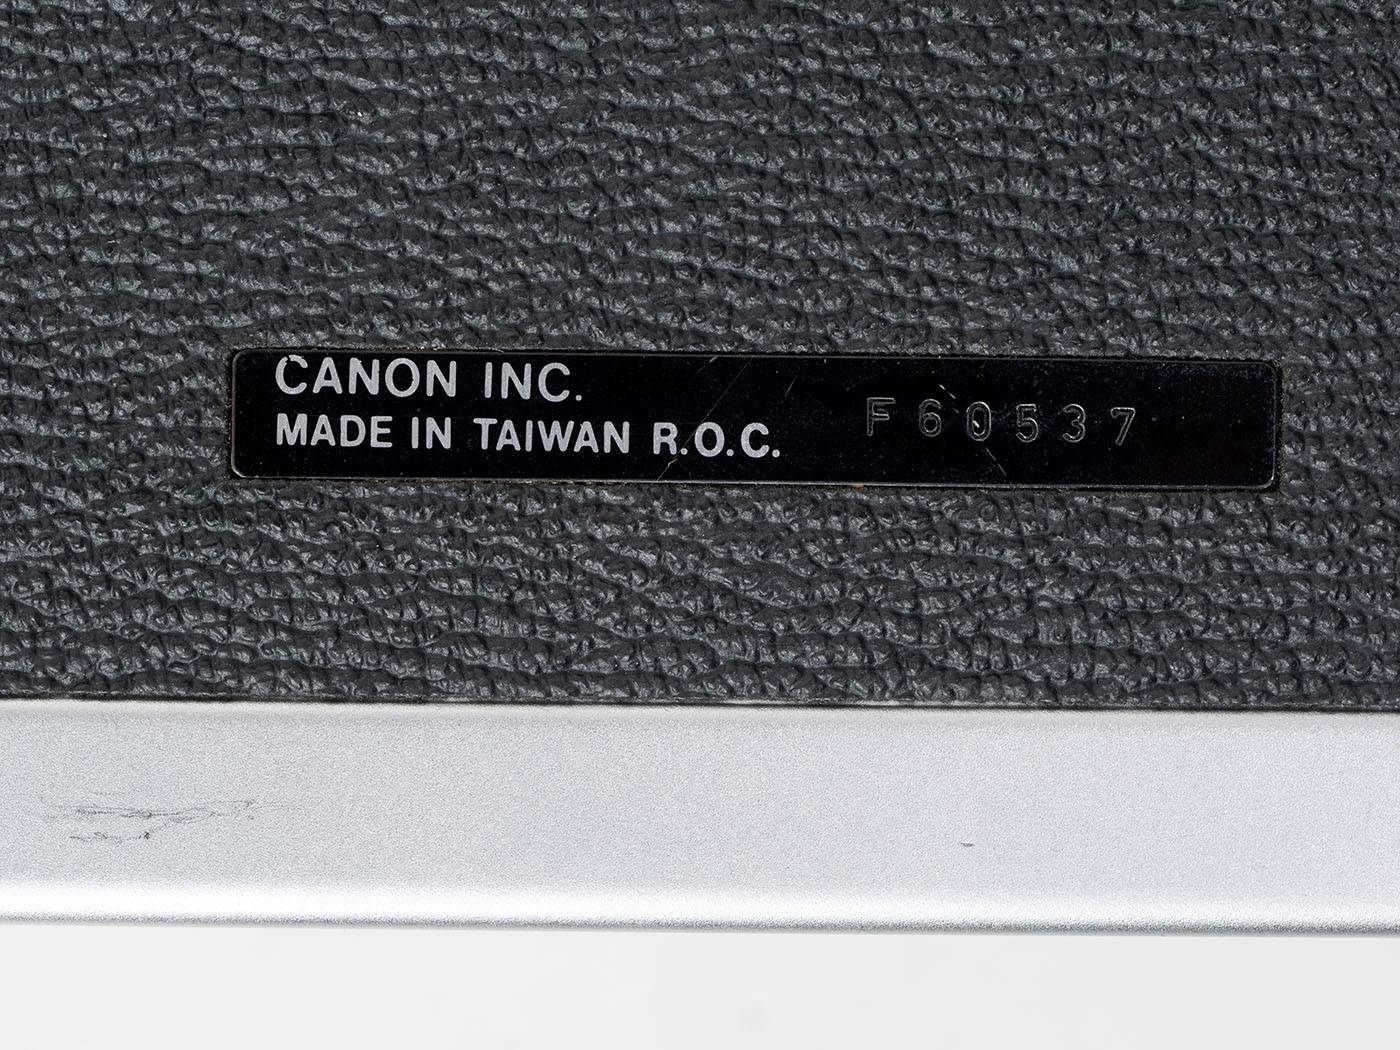 CANON INC.
MADE IN TAIWAN R.O.C.
F60537